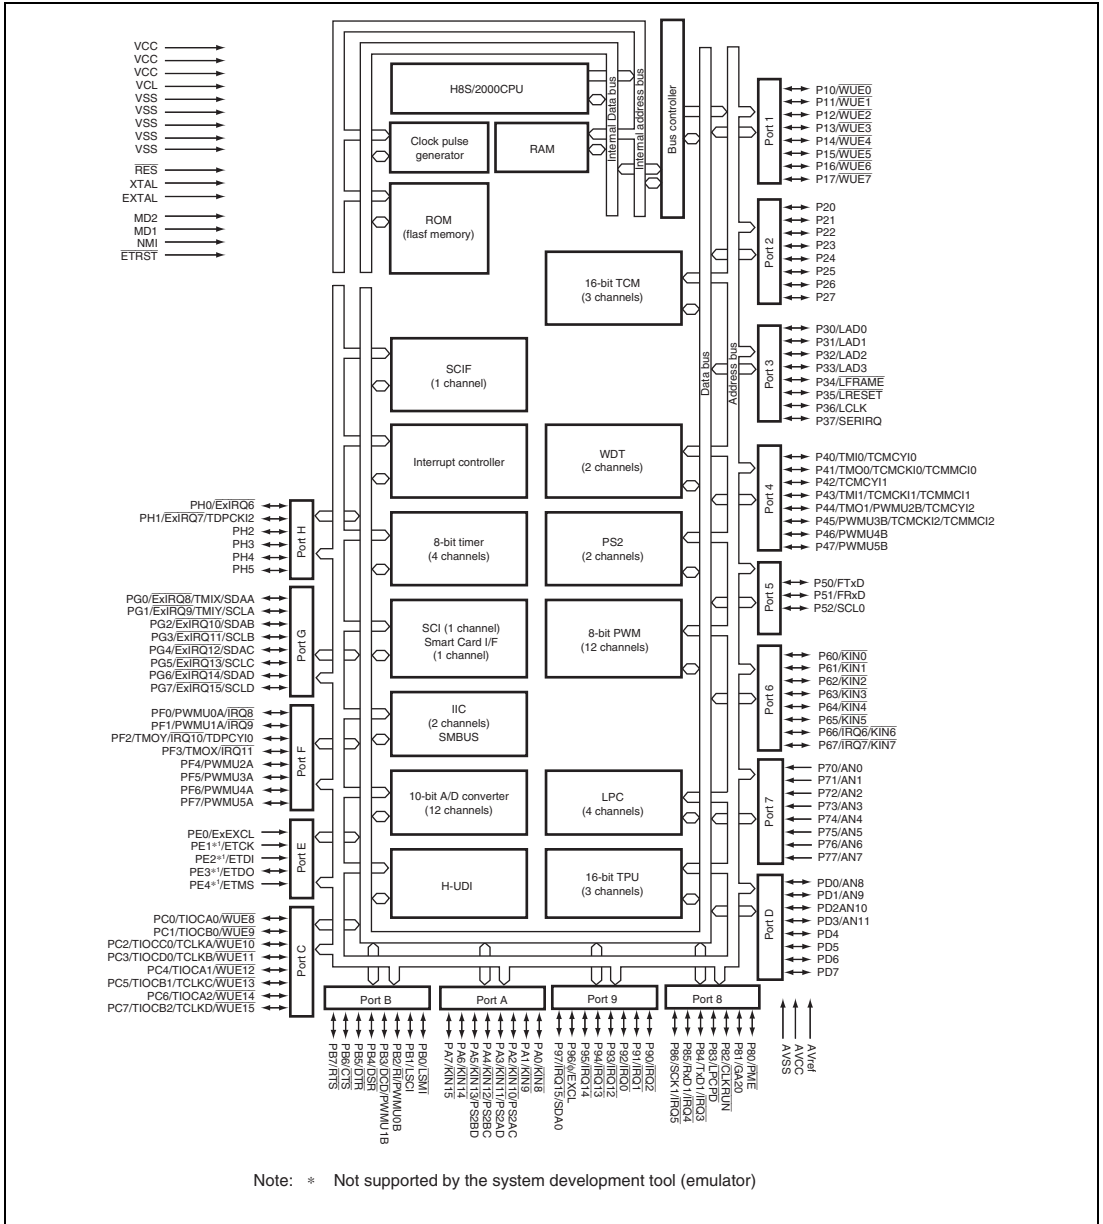 VCC
VCC
VCC
VCL
VSS
VSS
VSS
VSS
VSS
RES
XTAL
EXTAL
MD2
MD1
NMI
ETRST
H8S/2000CPU
Clock pulse
generator
RAM
ROM
(flasf memory)
Internal Data bus
Internal address bus
Bus controller
16-bit TCM
(3 channels)
SCIF
(1 channel)
Data bus
Address bus
Interrupt controller
WDT
(2 channels)
8-bit timer
(4 channels)
PS2
(2 channels)
SCI (1 channel)
Smart Card I/F
(1 channel)
8-bit PWM
(12 channels)
IIC
(2 channels)
SMBUS
10-bit A/D converter
(12 channels)
LPC
(4 channels)
H-UDI
16-bit TPU
(3 channels)
Port 1
P10/WUE0
P11/WUE1
P12/WUE2
P13/WUE3
P14/WUE4
P15/WUE5
P16/WUE6
P17/WUE7
Port 2
P20
P21
P22
P23
P24
P25
P26
P27
Port 3
P30/LAD0
P31/LAD1
P32/LAD2
P33/LAD3
P34/LFRAME
P35/LRESET
P36/LCLK
P37/SERIRQ
Port 4
P40/TMI0/TCMCYI0
P41/TMO0/TCMCKI0/TCMMCI0
P42/TCMCYI1
P43/TMI1/TCMCKI1/TCMMCI1
P44/TMO1/PWMU2B/TCMCYI2
P45/PWMU3B/TCMCKI2/TCMMCI2
P46/PWMU4B
P47/PWMU5B
Port 5
P50/FTxD
P51/FRxD
P52/SCL0
Port 6
P60/KIN0
P61/KIN1
P62/KIN2
P63/KIN3
P64/KIN4
P65/KIN5
P66/IRQ6/KIN6
P67/IRQ7/KIN7
Port 7
P70/AN0
P71/AN1
P72/AN2
P73/AN3
P74/AN4
P75/AN5
P76/AN6
P77/AN7
Port D
PD0/AN8
PD1/AN9
PD2AN10
PD3/AN11
PD4
PD5
PD6
PD7
PH0/ExIRQ6
PH1/ExIRQ7/TDPCKI2
PH2
PH3
PH4
PH5
Port H
PG0/ExIRQ8/TMIX/SDAA
PG1/ExIRQ9/TMIY/SCLA
PG2/ExIRQ10/SDAB
PG3/ExIRQ11/SCLB
PG4/ExIRQ12/SDAC
PG5/ExIRQ13/SCLC
PG6/ExIRQ14/SDAD
PG7/ExIRQ15/SCLD
Port G
PF0/PWMU0A/IRQ8
PF1/PWMU1A/IRQ9
PF2/TMOY/IRQ10/TDPCYI0
PF3/TMOX/IRQ11
PF4/PWMU2A
PF5/PWMU3A
PF6/PWMU4A
PF7/PWMU5A
Port F
PE0/ExEXCL
PE1*1/ETCK
PE2*1/ETDI
PE3*1/ETDO
PE4*1/ETMS
Port E
PC0/TIOCA0/WUE8
PC1/TIOCB0/WUE9
PC2/TIOCC0/TCLKA/WUE10
PC3/TIOCD0/TCLKB/WUE11
PC4/TIOCA1/WUE12
PC5/TIOCB1/TCLKC/WUE13
PC6/TIOCA2/WUE14
PC7/TIOCB2/TCLKD/WUE15
Port C
Port B
PB7/RTS
PB6/CTS
PB5/DTR
PB4/DSR
PB3/DCD/PWMU1B
PB2/RI/PWMU0B
PB1/LSCI
PB0/LSMI
Port A
PA7/KIN15
PA6/KIN14
PA5/KIN13/PS2BD
PA4/KIN12/PS2BC
PA3/KIN11/PS2AD
PA2/KIN10/PS2AC
PA1/KIN9
PA0/KIN8
Port 9
P97/IRQ15/SDA0
P96/ϕ/EXCL
P95/IRQ14
P94/IRQ13
P93/IRQ12
P92/IRQ0
P91/IRQ1
P90/IRQ2
Port 8
P86/SCK1/IRQ5
P85/RxD1/IRQ4
P84/TxD1/IRQ3
P83/LPCPD
P82/CLKRUN
P81/GA20
P80/PME
AVSS
AVCC
AVref
Note: * Not supported by the system development tool (emulator)